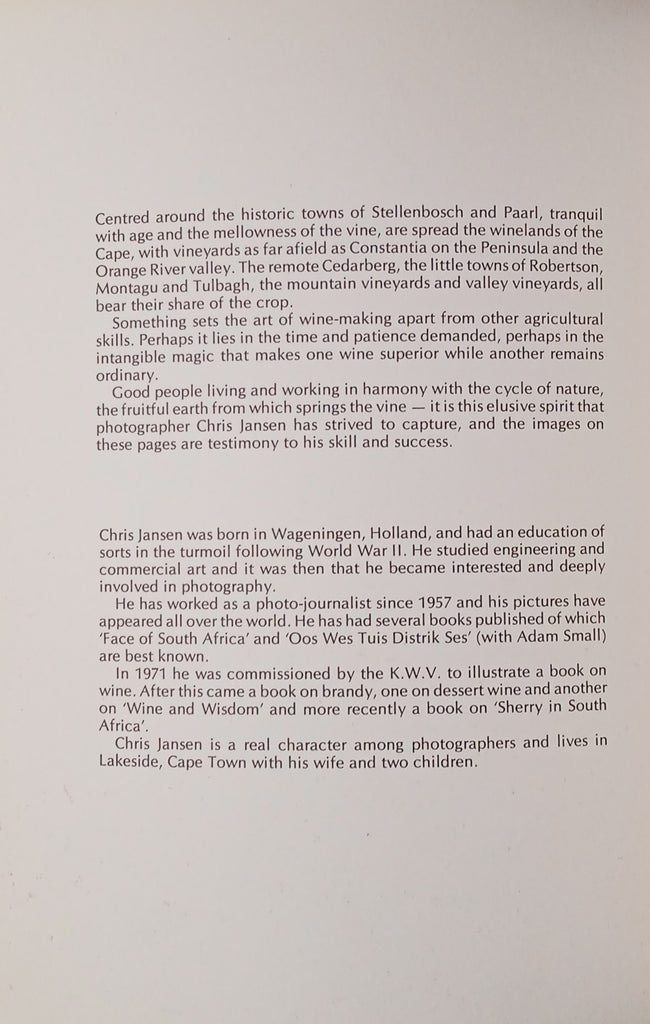 Centred around the historic towns of Stellenbosch and Paarl, tranquil
with age and the mellowness of the vine, are spread the winelands of the
Cape, with vineyards as far afield as Constantia on the Peninsula and the
Orange River valley. The remote Cedarberg, the little towns of Robertson,
Montagu and Tulbagh, the mountain vineyards and valley vineyards, all
bear their share of the crop.
Something sets the art of wine-making apart from other agricultural
skills. Perhaps it lies in the time and patience demanded, perhaps in the
intangible magic that makes one wine superior while another remains
ordinary.
Good people living and working in harmony with the cycle of nature,
the fruitful earth from which springs the vine — it is this elusive spirit that
photographer Chris Jansen has strived to capture, and the images on
these pages are testimony to his skill and success.
Chris Jansen was born in Wageningen, Holland, and had an education of
sorts in the turmoil following World War II. He studied engineering and
commercial art and it was then that he became interested and deeply
involved in photography.
He has worked as a photo-journalist since 1957 and his pictures have
appeared all over the world. He has had several books published of which
‘Face of South Africa’ and ‘Oos Wes Tuis Distrik Ses’ (with Adam Small)
are best known.
In 1971 he was commissioned by the K.W.V. to illustrate a book on
wine. After this came a book on brandy, one on dessert wine and another
on ‘Wine and Wisdom’ and more recently a book on ‘Sherry in South
Africa’.
Chris Jansen is a real character among photographers and lives in
Lakeside, Cape Town with his wife and two children.